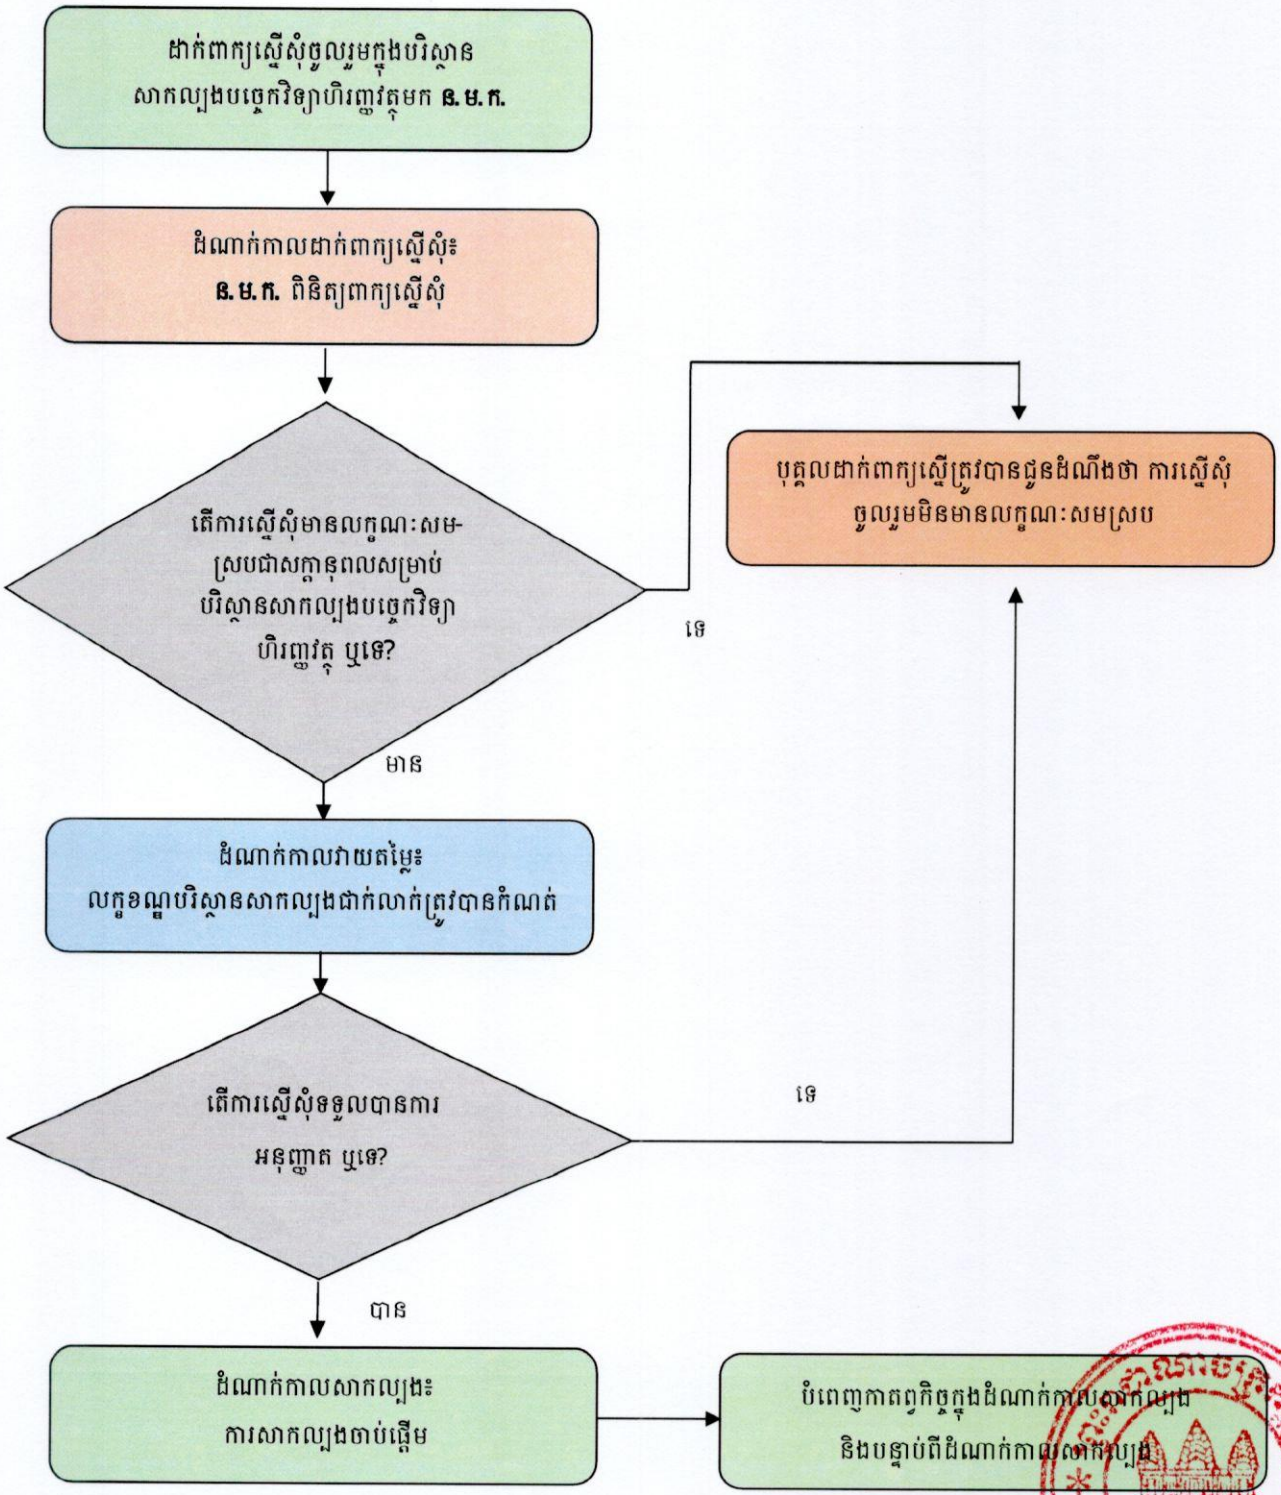 ដាក់ពាក្យស្នើសុំចូលរួមក្នុងបរិស្ថាន
សាកល្បងបច្ចេកវិទ្យាហិរញ្ញវត្ថុមក ន.ម.ក.
ដំណាក់កាលដាក់ពាក្យស្នើសុំ៖
ន.ម.ក. ពិនិត្យពាក្យស្នើសុំ
តើការស្នើសុំមានលក្ខណៈសម-
ស្របជាសក្តានុពលសម្រាប់
បរិស្ថានសាកល្បងបច្ចេកវិទ្យា
ហិរញ្ញវត្ថុ ឬទេ?
ទេ
បុគ្គលដាក់ពាក្យស្នើត្រូវបានជូនដំណឹងថា ការស្នើសុំ
ចូលរួមមិនមានលក្ខណៈសមស្រប
មាន
ដំណាក់កាលវាយតម្លៃ៖
លក្ខខណ្ឌបរិស្ថានសាកល្បងជាក់លាក់ត្រូវបានកំណត់
តើការស្នើសុំទទួលបានការ
អនុញ្ញាត ឬទេ?
ទេ
បាន
ដំណាក់កាលសាកល្បង៖
ការសាកល្បងចាប់ផ្តើម
បំពេញកាតព្វកិច្ចក្នុងដំណាក់កាលសាកល្បង
និងបន្ទាប់ពីដំណាក់កាលសាកល្បង